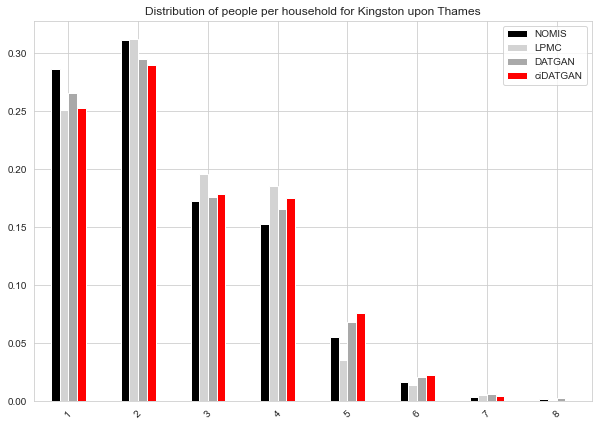 Distribution of people per household for Kingston upon Thames
NOMIS
LPMC
DATGAN
ciDATGAN
0.30
0.25
0.20
0.15
0.10
0.05
0.00
1 2 3 4 5 6 7 8